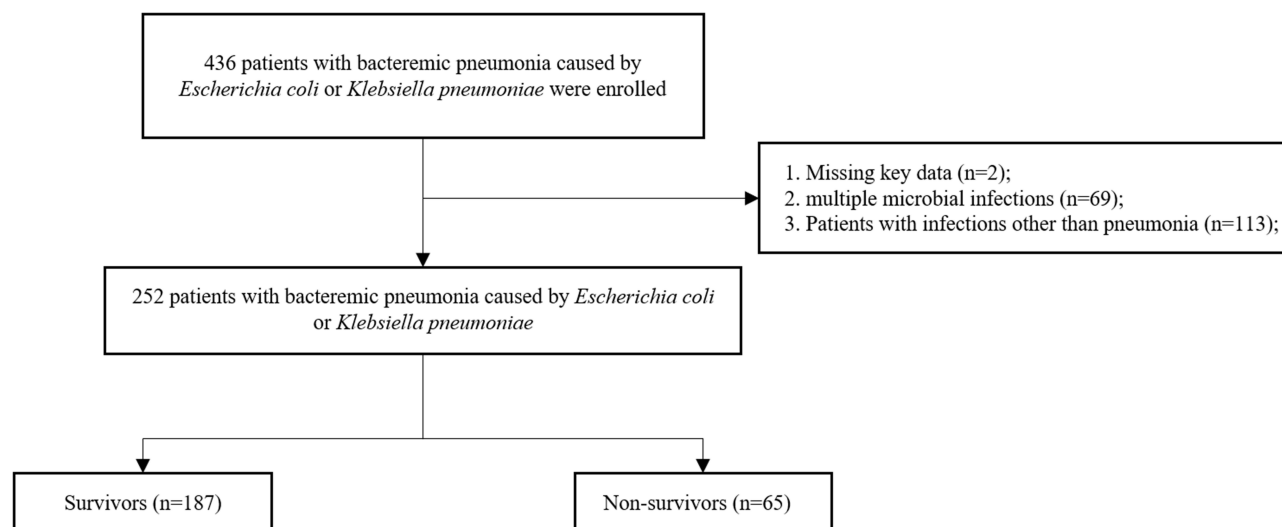 436 patients with bacteremic pneumonia caused by
Escherichia coli or Klebsiella pneumoniae were enrolled
1. Missing key data (n=2);
2. multiple microbial infections (n=69);
3. Patients with infections other than pneumonia (n=113);
252 patients with bacteremic pneumonia caused by Escherichia coli
or Klebsiella pneumoniae
Survivors (n=187)
Non-survivors (n=65)